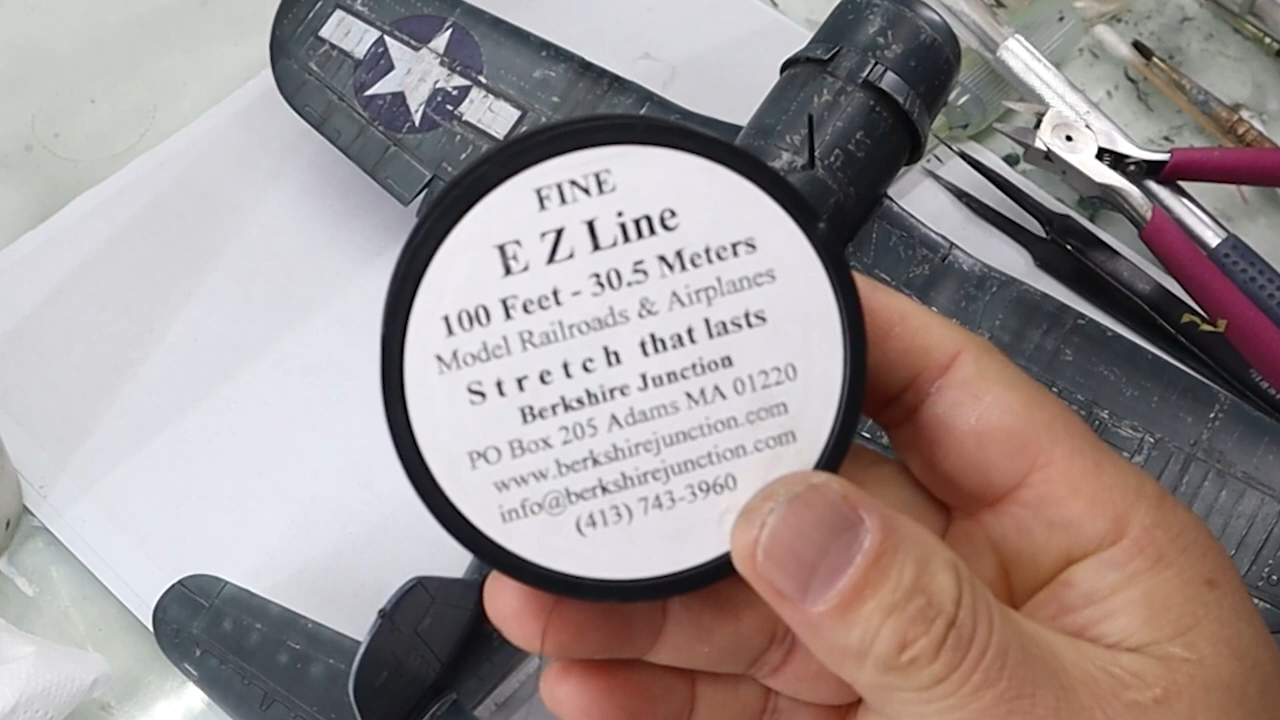 FINE
E Z Line
100 Feet - 30.5 Meters
Model Railroads & Airplanes
Stretch that lasts
Berkshire Junction
PO Box 205 Adams MA 01220
www.berkshirejunction.com
info@berkshirejunction.com
(413) 743-3960